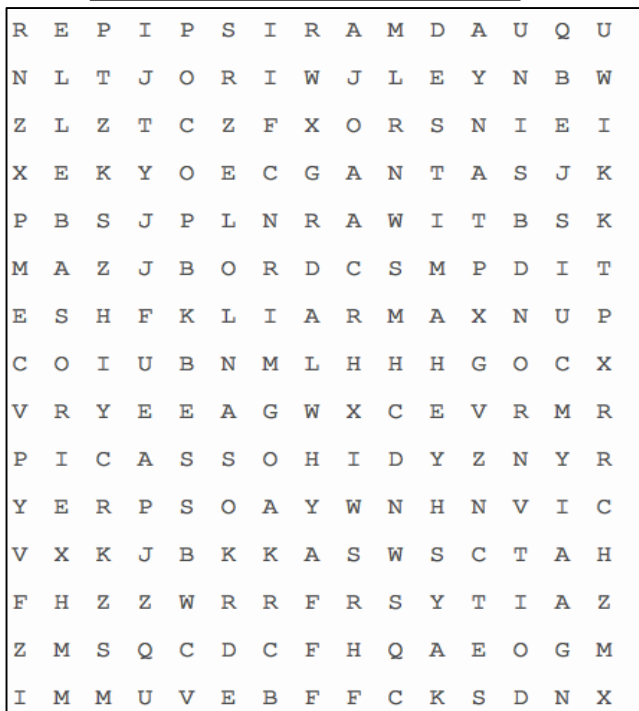 R E P I P S I R A M D A U Q U
N L T J O R I W J L E Y N B W
Z L Z T C Z F X O R S N I E I
X E K Y O E C G A N T A S J K
P B S J P L N R A W I T B S K
M A Z J B O R D C S M P D I T
E S H F K L I A R M A X N U P
C O I U B N M L H H H G O C X
V R Y E E A G W X C E V R M R
P I C A S S O H I D Y Z N Y R
Y E R P S O A Y W N H N V I C
V X K J B K K A S W S C T A H
F H Z Z W R R F R S Y T I A Z
Z M S Q C D C F H Q A E O G M
I M M U V E B F F C K S D N X